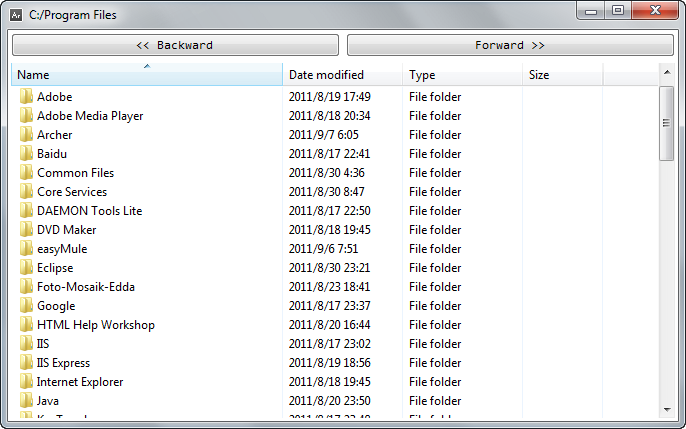 Ar C:/Program Files
<< Backward Forward >>
Name Date modified Type Size
Adobe 2011/8/19 17:49 File folder
Adobe Media Player 2011/8/18 20:34 File folder
Archer 2011/9/7 6:05 File folder
Baidu 2011/8/17 22:41 File folder
Common Files 2011/8/30 4:36 File folder
Core Services 2011/8/30 8:47 File folder
DAEMON Tools Lite 2011/8/17 22:50 File folder
DVD Maker 2011/8/18 19:45 File folder
easyMule 2011/9/6 7:51 File folder
Eclipse 2011/8/30 23:21 File folder
Foto-Mosaik-Edda 2011/8/23 18:41 File folder
Google 2011/8/17 23:37 File folder
HTML Help Workshop 2011/8/20 16:44 File folder
IIS 2011/8/17 23:02 File folder
IIS Express 2011/8/19 18:56 File folder
Internet Explorer 2011/8/18 19:45 File folder
Java 2011/8/20 23:50 File folder